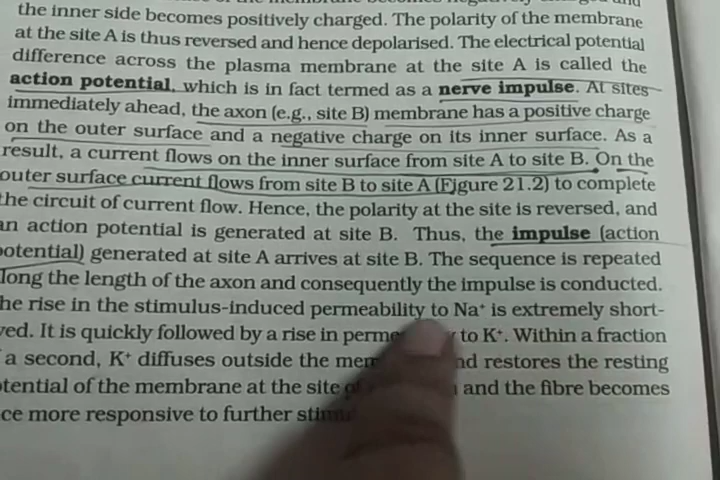 the inner side becomes positively charged. The polarity of the membrane
at the site A is thus reversed and hence depolarised. The electrical potential
difference across the plasma membrane at the site A is called the
action potential, which is in fact termed as a nerve impulse. At sites
immediately ahead, the axon (e.g., site B) membrane has a positive charge
on the outer surface and a negative charge on its inner surface. As a
result, a current flows on the inner surface from site A to site B. On the
outer surface current flows from site B to site A (Figure 21.2) to complete
the circuit of current flow. Hence, the polarity at the site is reversed, and
an action potential is generated at site B. Thus, the impulse (action
potential) generated at site A arrives at site B. The sequence is repeated
long the length of the axon and consequently the impulse is conducted.
he rise in the stimulus-induced permeability to Na⁺ is extremely short-
ved. It is quickly followed by a rise in perme to K⁺. Within a fraction
a second, K⁺ diffuses outside the mem nd restores the resting
tential of the membrane at the site and the fibre becomes
ce more responsive to further stim